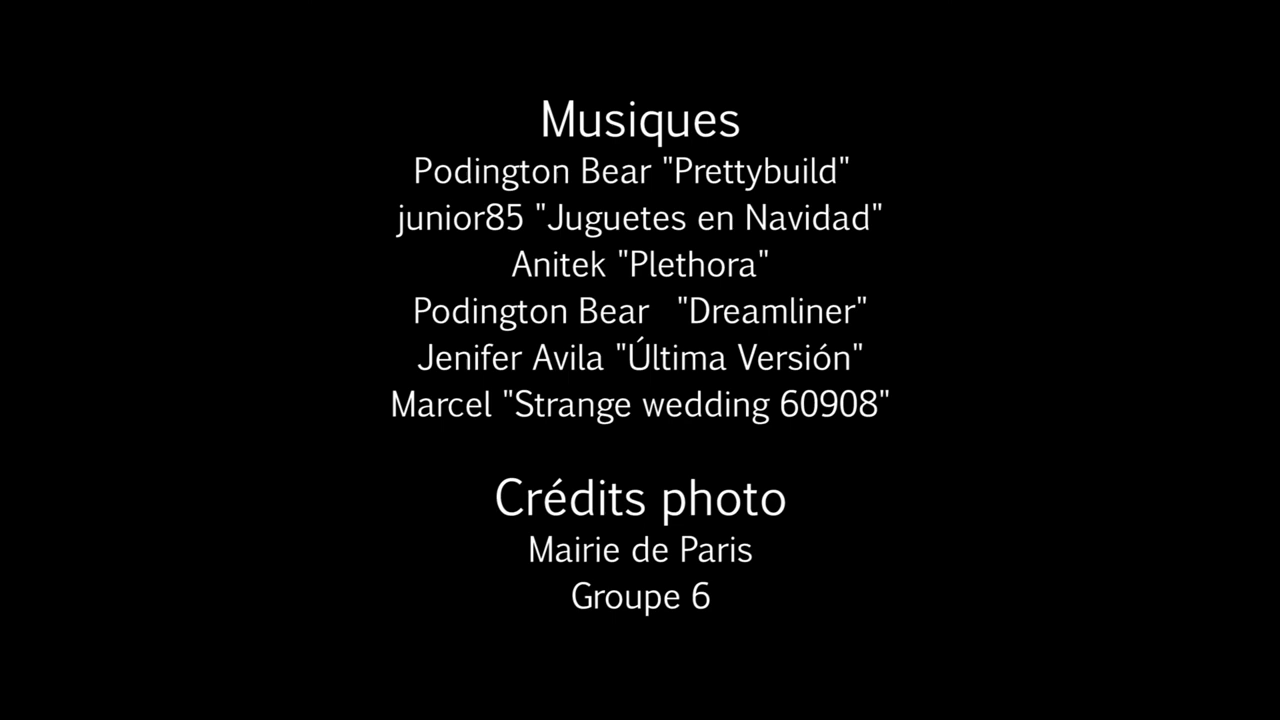 Musiques
Podington Bear "Prettybuild"
junior85 "Juguetes en Navidad"
Anitek "Plethora"
Podington Bear   "Dreamliner"
Jenifer Avila "Última Versión"
Marcel "Strange wedding 60908"
Crédits photo
Mairie de Paris
Groupe 6